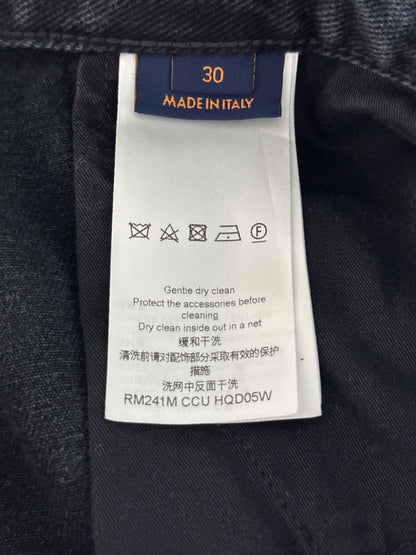 30
MADE IN ITALY
F
Gentle dry clean
Protect the accessories before
cleaning
Dry clean inside out in a net
缓和干洗
清洗前请对配饰部分采取有效的保护
措施
洗网中反面干洗
RM241M CCU HQD05W